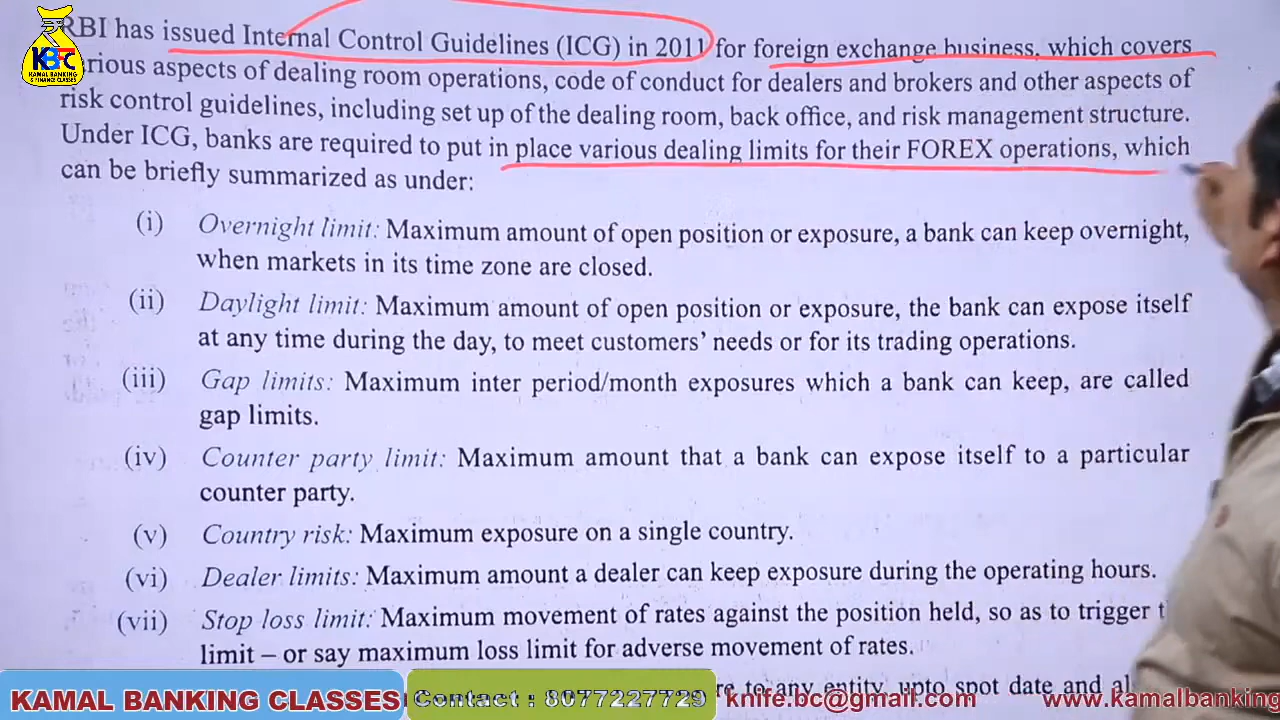 RBI has issued Internal Control Guidelines (ICG) in 2011 for foreign exchange business, which covers
various aspects of dealing room operations, code of conduct for dealers and brokers and other aspects of
risk control guidelines, including set up of the dealing room, back office, and risk management structure.
Under ICG, banks are required to put in place various dealing limits for their FOREX operations, which
can be briefly summarized as under:
(i) Overnight limit: Maximum amount of open position or exposure, a bank can keep overnight,
when markets in its time zone are closed.
(ii) Daylight limit: Maximum amount of open position or exposure, the bank can expose itself
at any time during the day, to meet customers' needs or for its trading operations.
(iii) Gap limits: Maximum inter period/month exposures which a bank can keep, are called
gap limits.
(iv) Counter party limit: Maximum amount that a bank can expose itself to a particular
counter party.
(v) Country risk: Maximum exposure on a single country.
(vi) Dealer limits: Maximum amount a dealer can keep exposure during the operating hours.
(vii) Stop loss limit: Maximum movement of rates against the position held, so as to trigger
limit – or say maximum loss limit for adverse movement of rates.
to any entity, upto spot date and
KBC
KAMAL BANKING
& FINANCE CLASSES
KAMAL BANKING CLASSES Contact : 8077227729 knife.bc@gmail.com www.kamalbanking